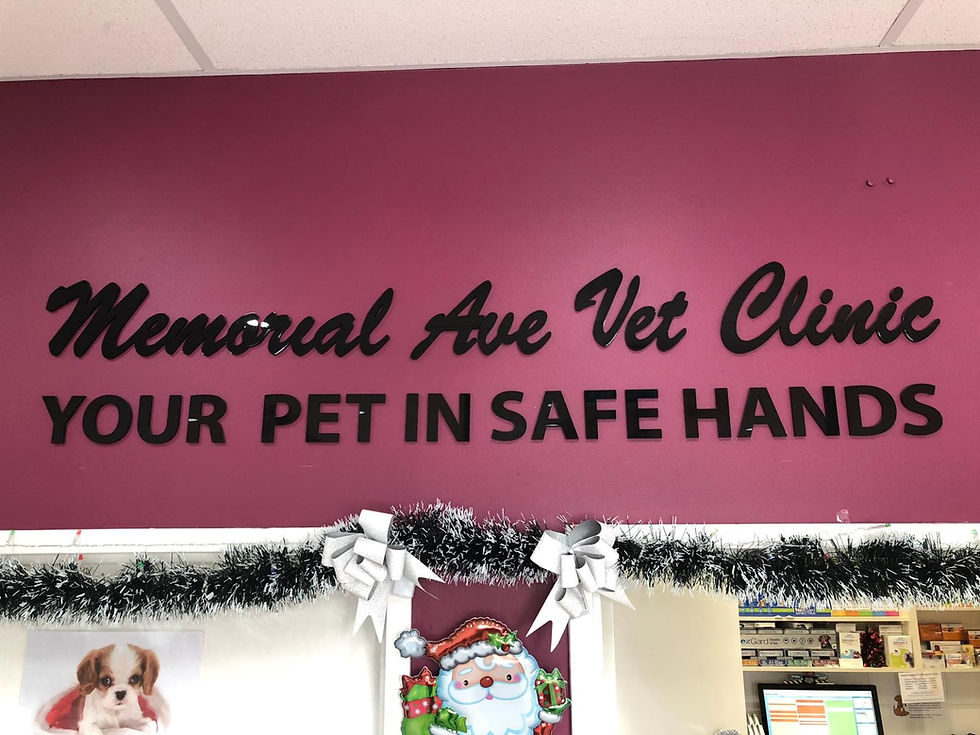 Memorial Ave Vet Clinic
YOUR PET IN SAFE HANDS